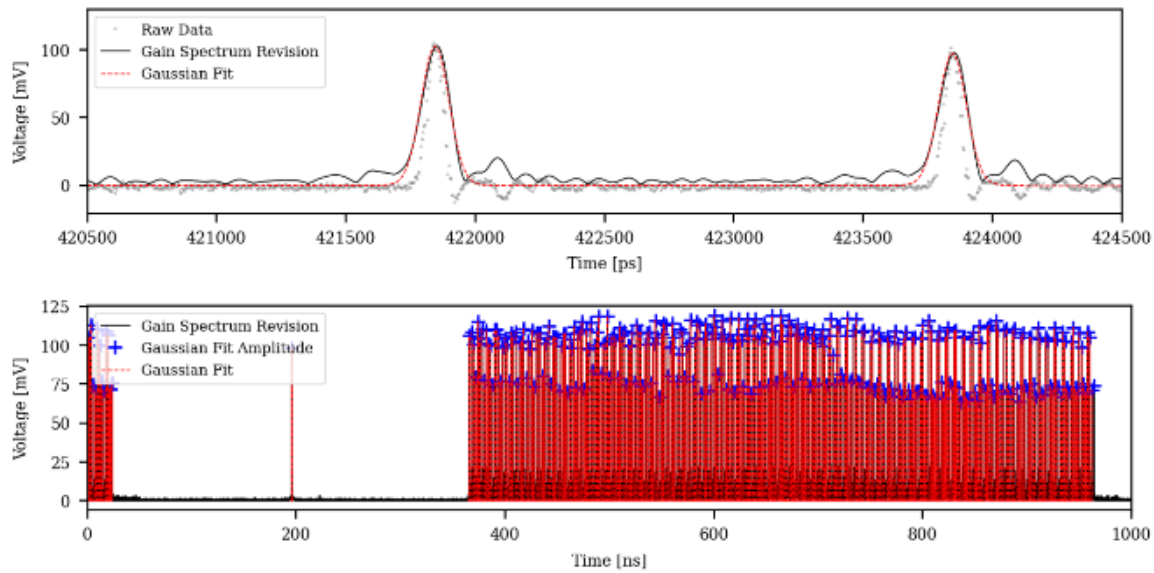 Raw Data
Gain Spectrum Revision
Gaussian Fit
100
50
0
Voltage [mV]
420500 421000 421500 422000 422500 423000 423500 424000 424500
Time [ps]
125
100
75
50
25
0
Voltage [mV]
Gain Spectrum Revision
Gaussian Fit Amplitude
Gaussian Fit
0 200 400 600 800 1000
Time [ns]